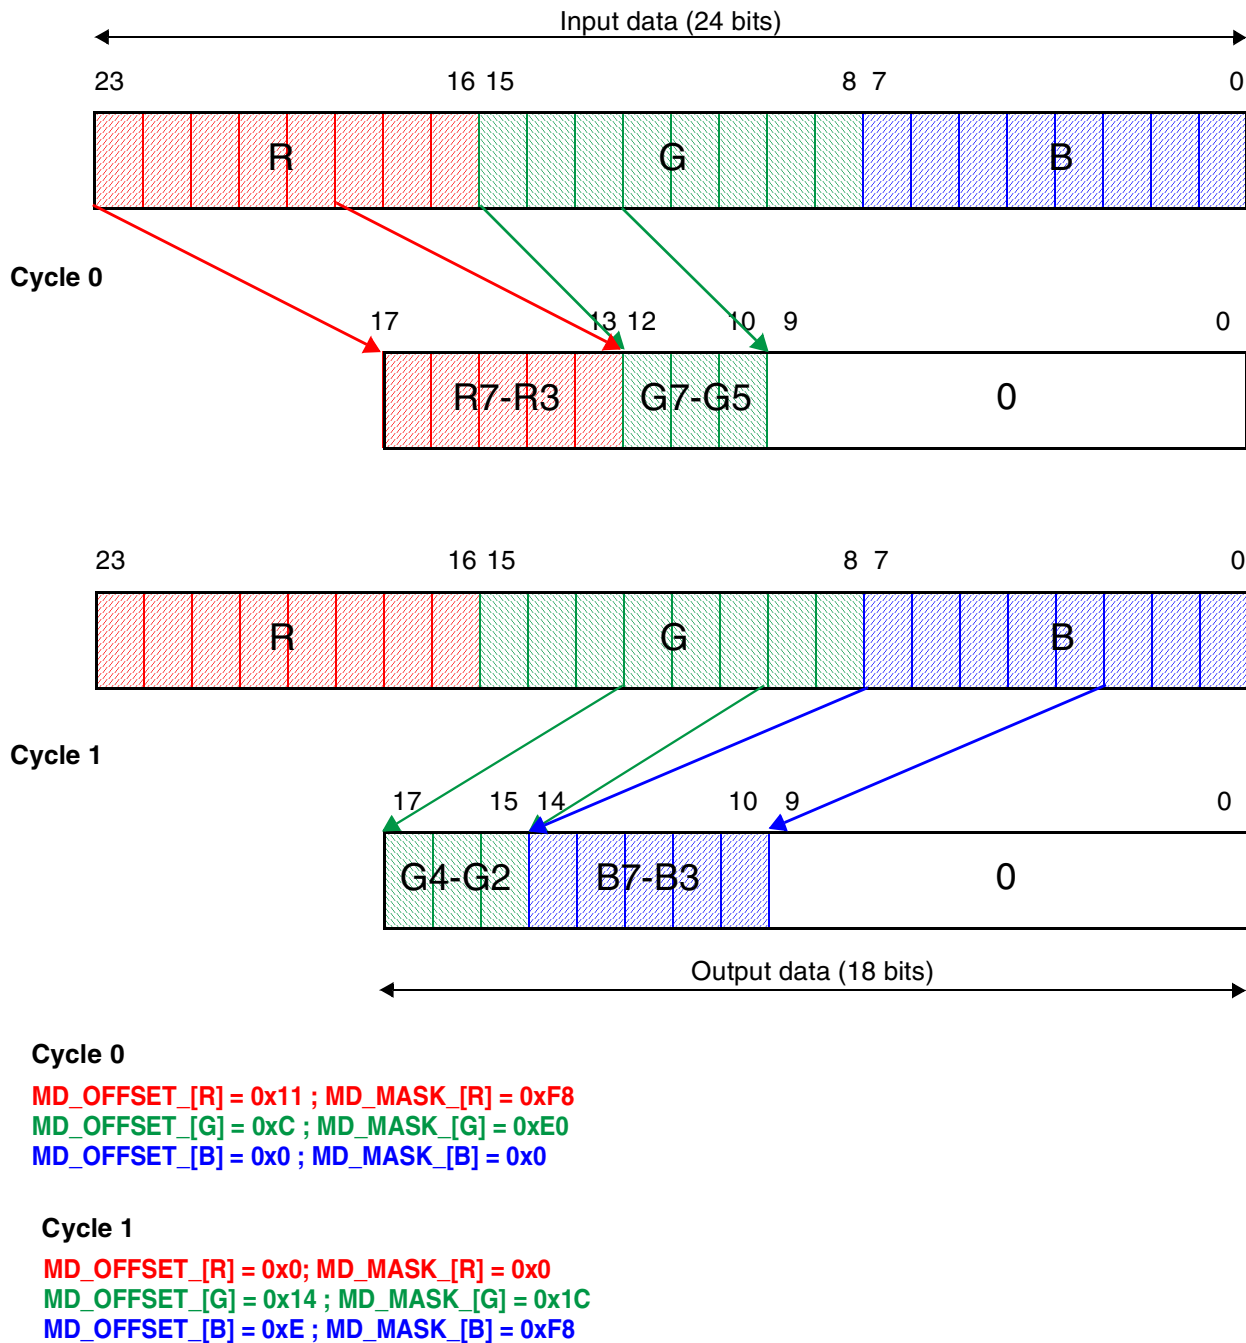 Input data (24 bits)
23 16 15 8 7 0
R G B
Cycle 0
17 13 12 10 9 0
R7-R3 G7-G5 0
23 16 15 8 7 0
R G B
Cycle 1
17 15 14 10 9 0
G4-G2 B7-B3 0
Output data (18 bits)
Cycle 0
MD_OFFSET_[R] = 0x11 ; MD_MASK_[R] = 0xF8
MD_OFFSET_[G] = 0xC ; MD_MASK_[G] = 0xE0
MD_OFFSET_[B] = 0x0 ; MD_MASK_[B] = 0x0
Cycle 1
MD_OFFSET_[R] = 0x0; MD_MASK_[R] = 0x0
MD_OFFSET_[G] = 0x14 ; MD_MASK_[G] = 0x1C
MD_OFFSET_[B] = 0xE ; MD_MASK_[B] = 0xF8